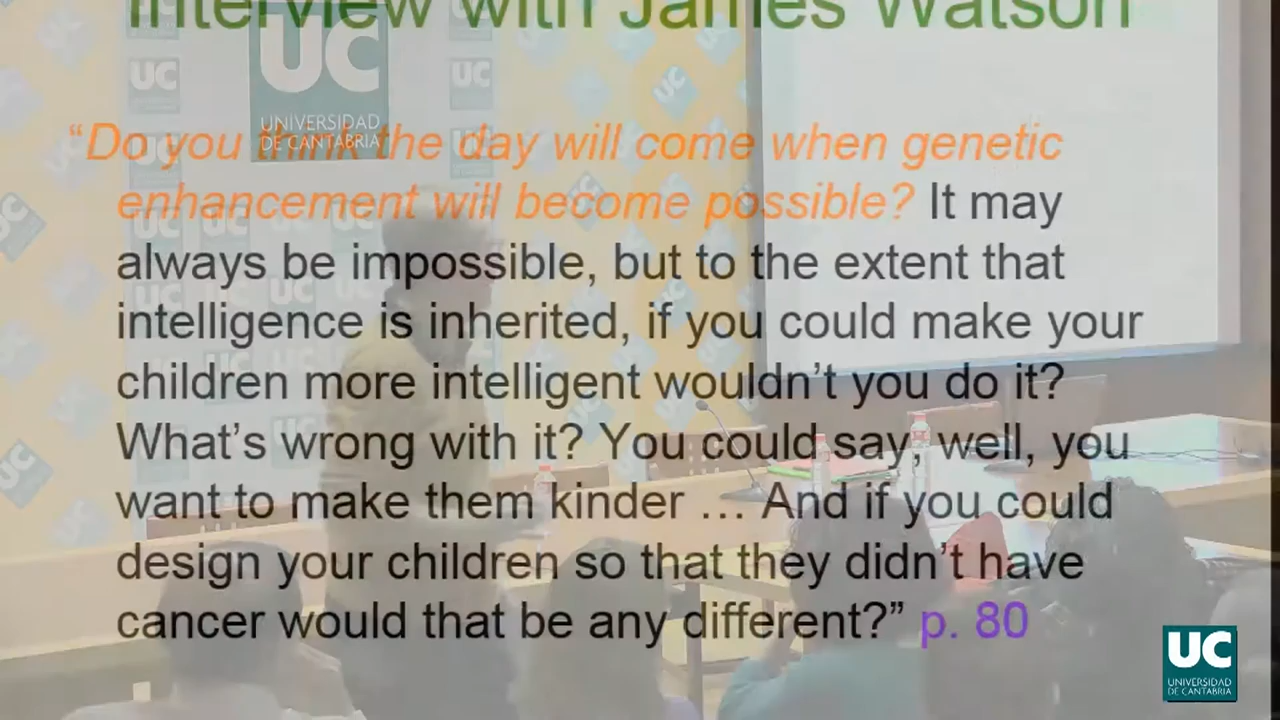 Interview with James Watson
UC
UC
UC
UNIVERSIDAD
DE CANTABRIA
“Do you think the day will come when genetic
enhancement will become possible? It may
always be impossible, but to the extent that
intelligence is inherited, if you could make your
children more intelligent wouldn’t you do it?
What’s wrong with it? You could say, well, you
want to make them kinder … And if you could
design your children so that they didn’t have
cancer would that be any different?” p. 80
UC
UNIVERSIDAD
DE CANTABRIA